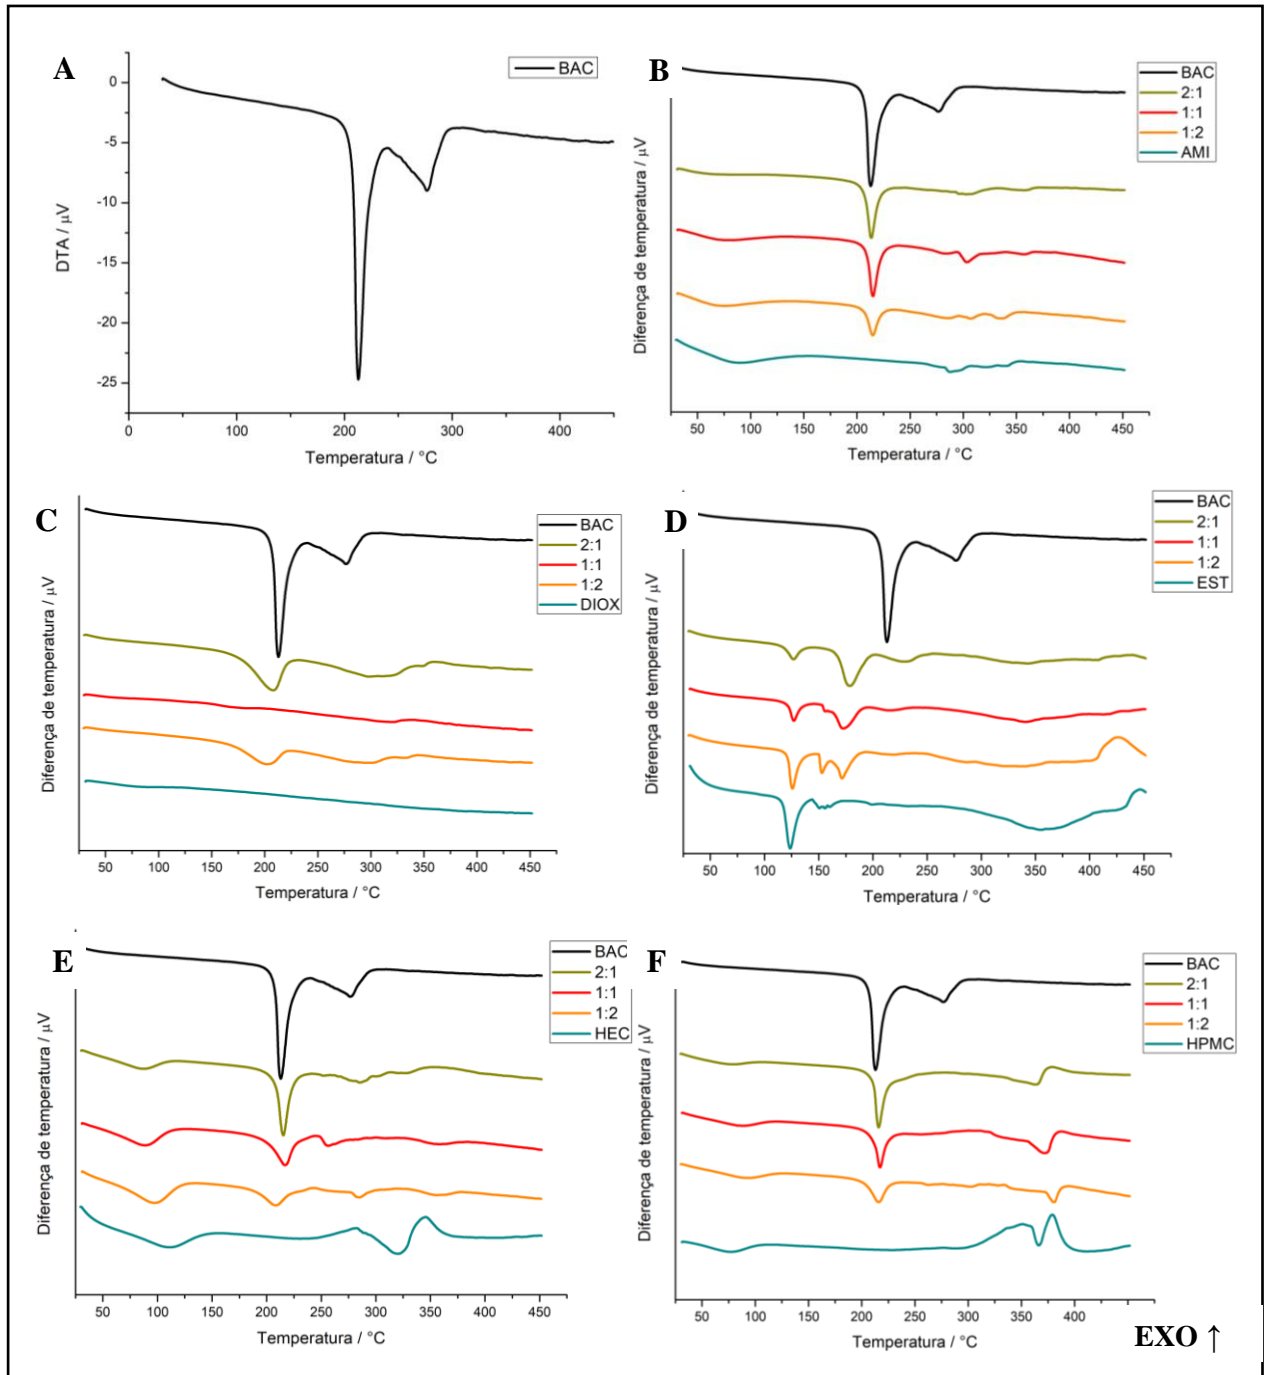 A
BAC
0
-5
-10
-15
-20
-25
DTA / µV
0 100 200 300 400
Temperatura / °C
B
BAC
2:1
1:1
1:2
AMI
Diferença de temperatura / µV
50 100 150 200 250 300 350 400 450
Temperatura / °C
C
BAC
2:1
1:1
1:2
DIOX
Diferença de temperatura / µV
50 100 150 200 250 300 350 400 450
Temperatura / °C
D
BAC
2:1
1:1
1:2
EST
Diferença de temperatura / µV
50 100 150 200 250 300 350 400 450
Temperatura / °C
E
BAC
2:1
1:1
1:2
HEC
Diferença de temperatura / µV
50 100 150 200 250 300 350 400 450
Temperatura / °C
F
BAC
2:1
1:1
1:2
HPMC
Diferença de temperatura / µV
50 100 150 200 250 300 350 400
Temperatura / °C
EXO ↑